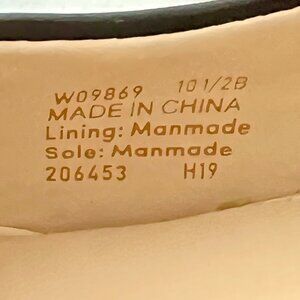 W09869 10 1/2B
MADE IN CHINA
Lining: Manmade
Sole: Manmade
206453 H19